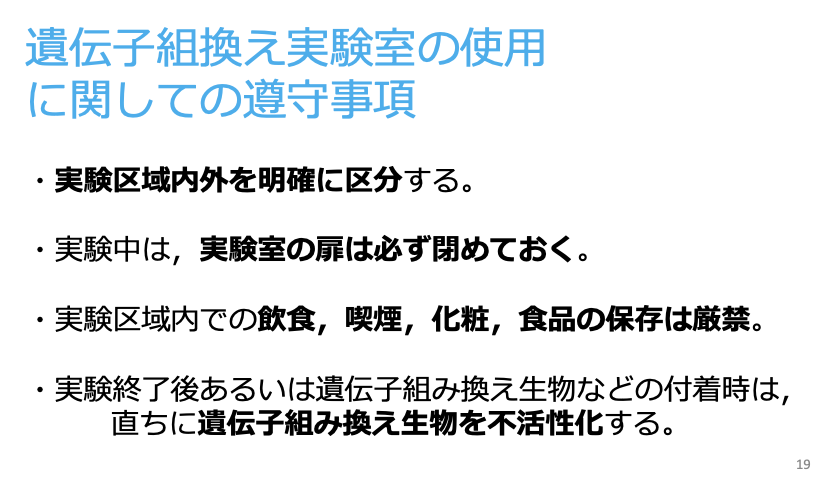 遺伝子組換え実験室の使用
に関しての遵守事項
・実験区域内外を明確に区分する。
・実験中は，実験室の扉は必ず閉めておく。
・実験区域内での飲食，喫煙，化粧，食品の保存は厳禁。
・実験終了後あるいは遺伝子組み換え生物などの付着時は，
直ちに遺伝子組み換え生物を不活性化する。
19